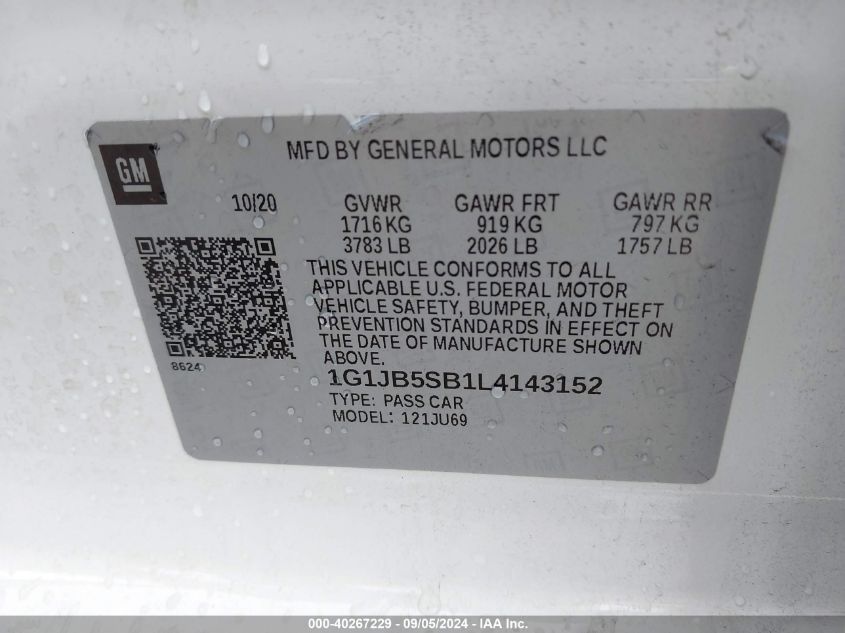 MFD BY GENERAL MOTORS LLC
GM
10/20 GVWR GAWR FRT GAWR RR
1716 KG 919 KG 797 KG
3783 LB 2026 LB 1757 LB
THIS VEHICLE CONFORMS TO ALL
APPLICABLE U.S. FEDERAL MOTOR
VEHICLE SAFETY, BUMPER, AND THEFT
PREVENTION STANDARDS IN EFFECT ON
THE DATE OF MANUFACTURE SHOWN
ABOVE.
8624
1G1JB5SB1L4143152
TYPE: PASS CAR
MODEL: 121JU69
000-40267229 - 09/05/2024 - IAAI Inc.